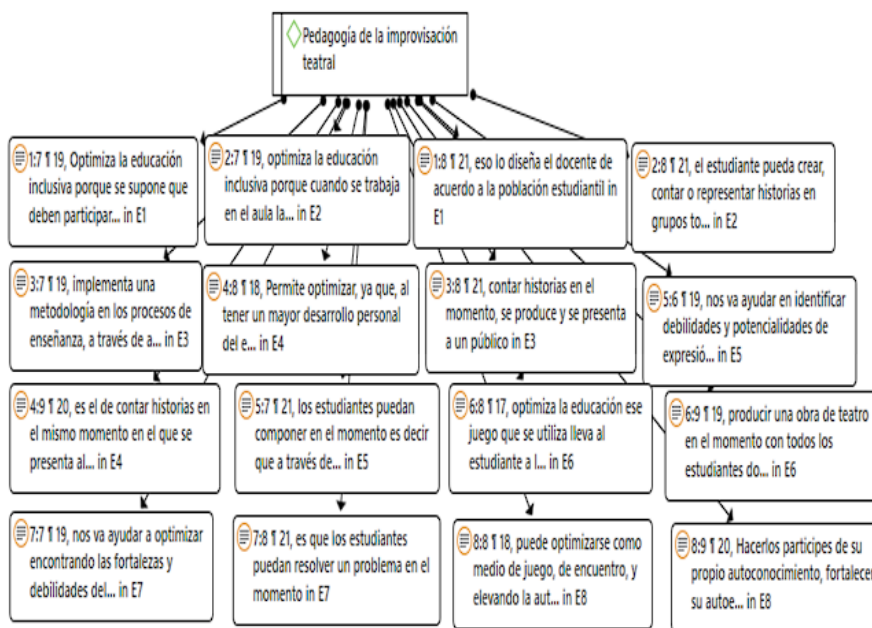 Pedagogía de la improvisación
teatral
1:7 ¶ 19, Optimiza la educación
inclusiva porque se supone que
deben participar... in E1
2:7 ¶ 19, optimiza la educación
inclusiva porque cuando se trabaja
en el aula la... in E2
1:8 ¶ 21, eso lo diseña el docente de
acuerdo a la población estudiantil in
E1
2:8 ¶ 21, el estudiante pueda crear,
contar o representar historias en
grupos to... in E2
3:7 ¶ 19, implementa una
metodología en los procesos de
enseñanza, a través de a... in E3
4:8 ¶ 18, Permite optimizar, ya que, al
tener un mayor desarrollo personal
del e... in E4
3:8 ¶ 21, contar historias en el
momento, se produce y se presenta
a un público in E3
5:6 ¶ 19, nos va ayudar en identificar
debilidades y potencialidades de
expresió... in E5
4:9 ¶ 20, es el de contar historias en
el mismo momento en el que se
presenta al... in E4
5:7 ¶ 21, los estudiantes puedan
componer en el momento es decir
que a través de... in E5
6:8 ¶ 17, optimiza la educación ese
juego que se utiliza lleva al
estudiante a l... in E6
6:9 ¶ 19, producir una obra de teatro
en el momento con todos los
estudiantes do... in E6
7:7 ¶ 19, nos va ayudar a optimizar
encontrando las fortalezas y
debilidades del... in E7
7:8 ¶ 21, es que los estudiantes
puedan resolver un problema en el
momento in E7
8:8 ¶ 18, puede optimizarse como
medio de juego, de encuentro, y
elevando la aut... in E8
8:9 ¶ 20, Hacerlos participes de su
propio autoconocimiento, fortalecer
su autoe... in E8